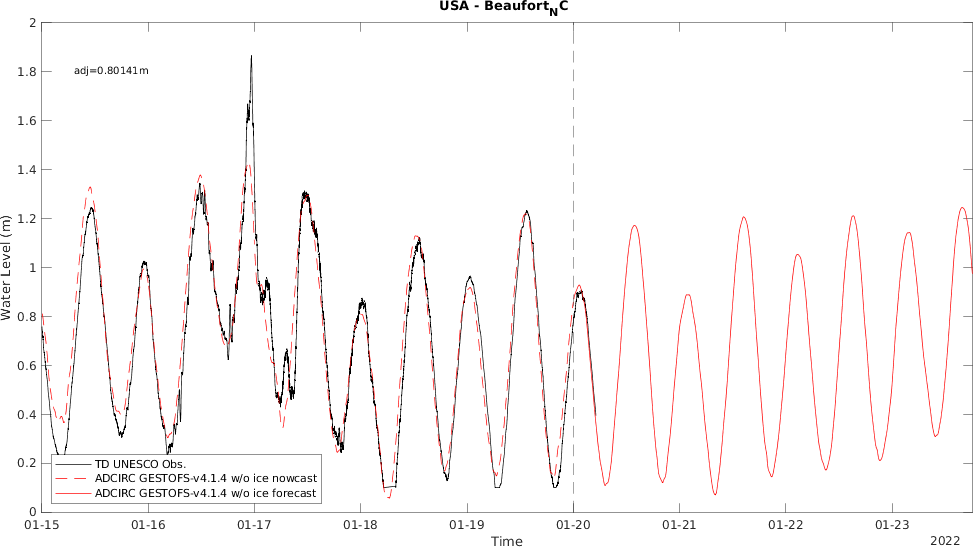 USA - Beaufort_NC
2
1.8
1.6
1.4
1.2
1
0.8
0.6
0.4
0.2
0
Water Level (m)
adj=0.80141m
TD UNESCO Obs.
ADCIRC GESTOFS-v4.1.4 w/o ice nowcast
ADCIRC GESTOFS-v4.1.4 w/o ice forecast
01-15 01-16 01-17 01-18 01-19 01-20 01-21 01-22 01-23
Time
2022